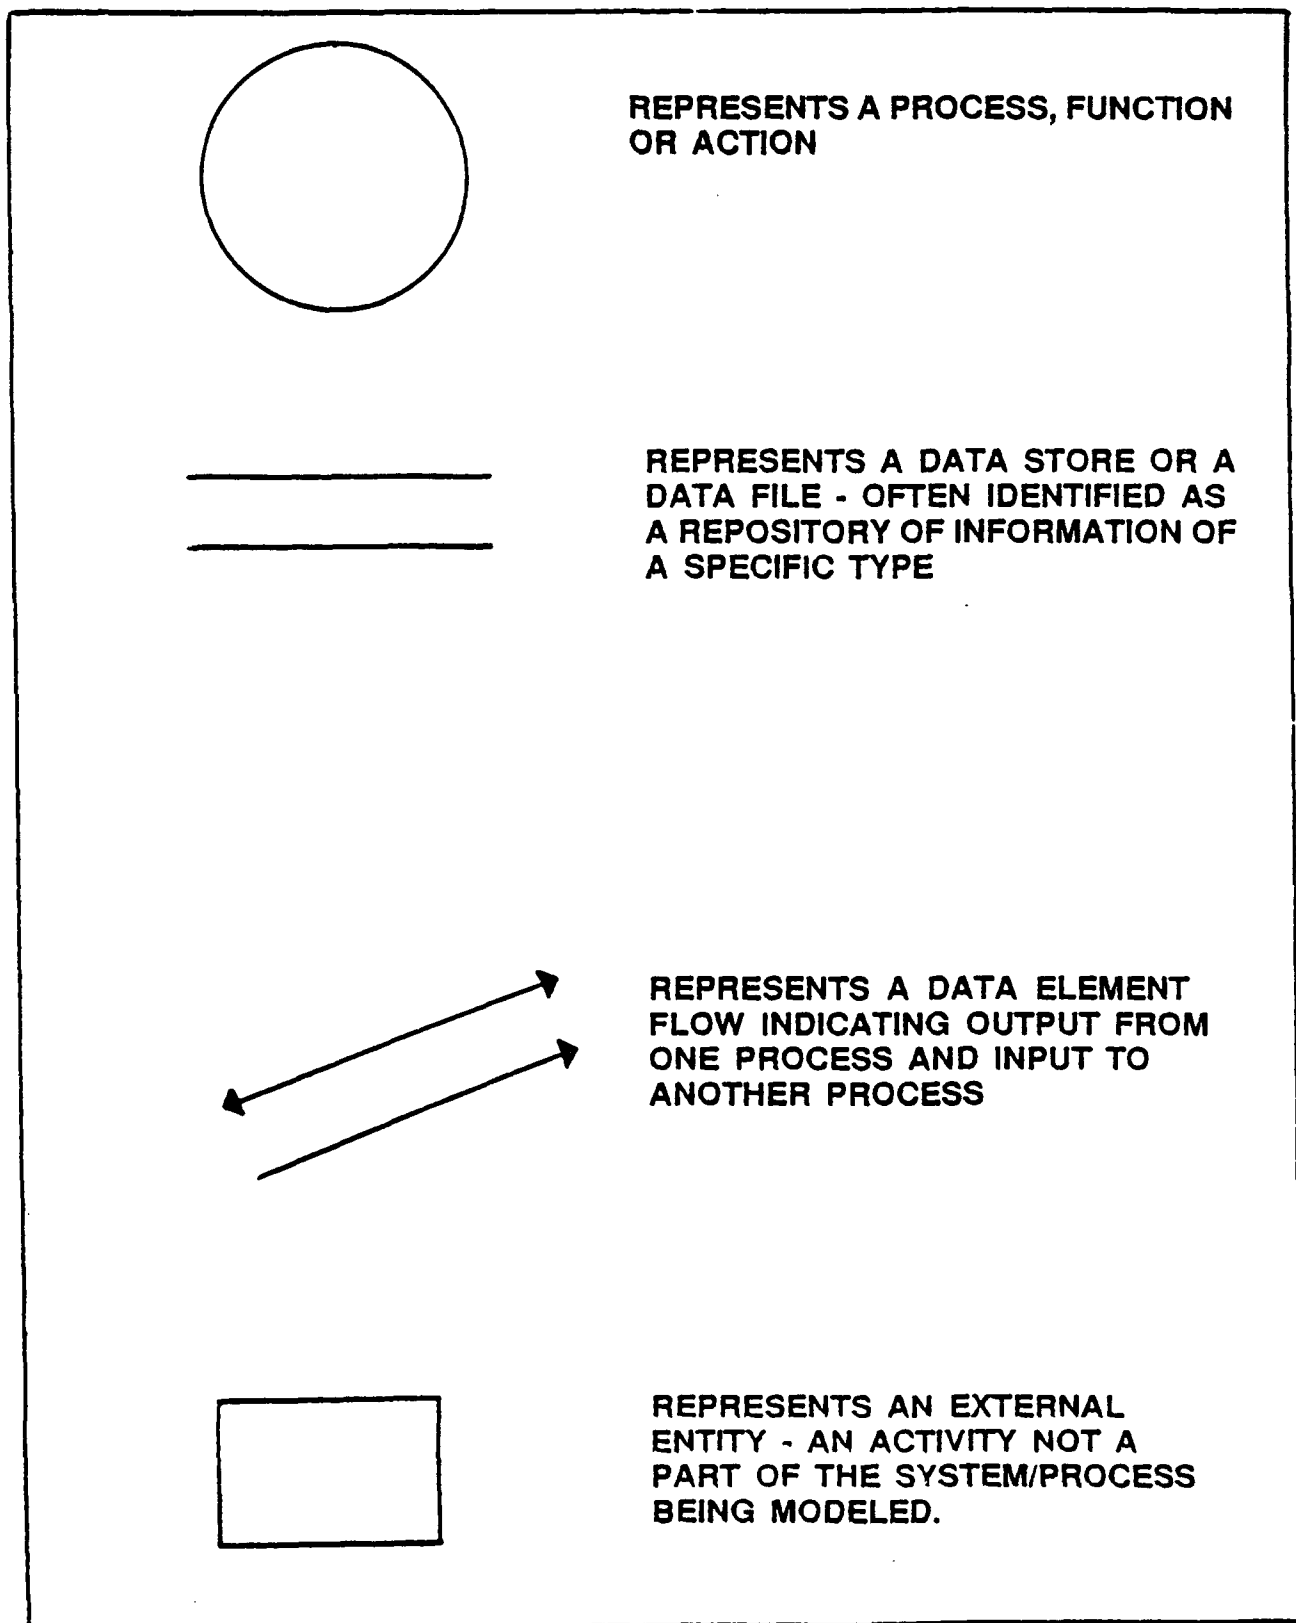 REPRESENTS A PROCESS, FUNCTION
OR ACTION
REPRESENTS A DATA STORE OR A
DATA FILE - OFTEN IDENTIFIED AS
A REPOSITORY OF INFORMATION OF
A SPECIFIC TYPE
REPRESENTS A DATA ELEMENT
FLOW INDICATING OUTPUT FROM
ONE PROCESS AND INPUT TO
ANOTHER PROCESS
REPRESENTS AN EXTERNAL
ENTITY - AN ACTIVITY NOT A
PART OF THE SYSTEM/PROCESS
BEING MODELED.